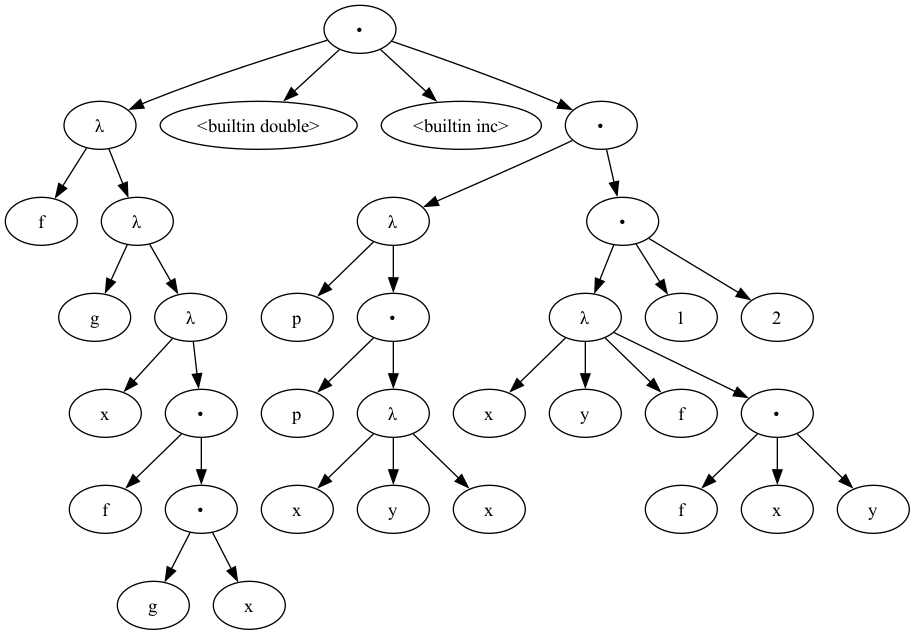 •
λ <builtin double> <builtin inc> •
f λ λ •
g λ p • λ 1 2
x • p λ x y f •
f • x y x f x y
g x